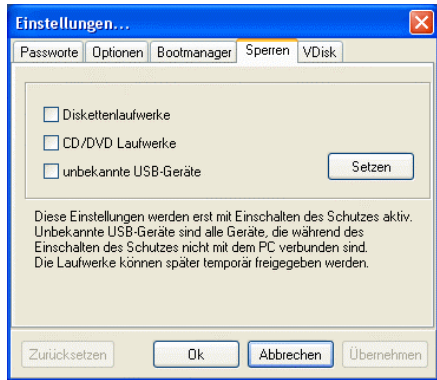 Einstellungen...
Passworte Optionen Bootmanager Sperren VDisk
Diskettenlaufwerke
CD/DVD Laufwerke
unbekannte USB-Geräte
Setzen
Diese Einstellungen werden erst mit Einschalten des Schutzes aktiv.
Unbekannte USB-Geräte sind alle Geräte, die während des
Einschalten des Schutzes nicht mit dem PC verbunden sind.
Die Laufwerke können später temporär freigegeben werden.
Zurücksetzen Ok Abbrechen Übernehmen